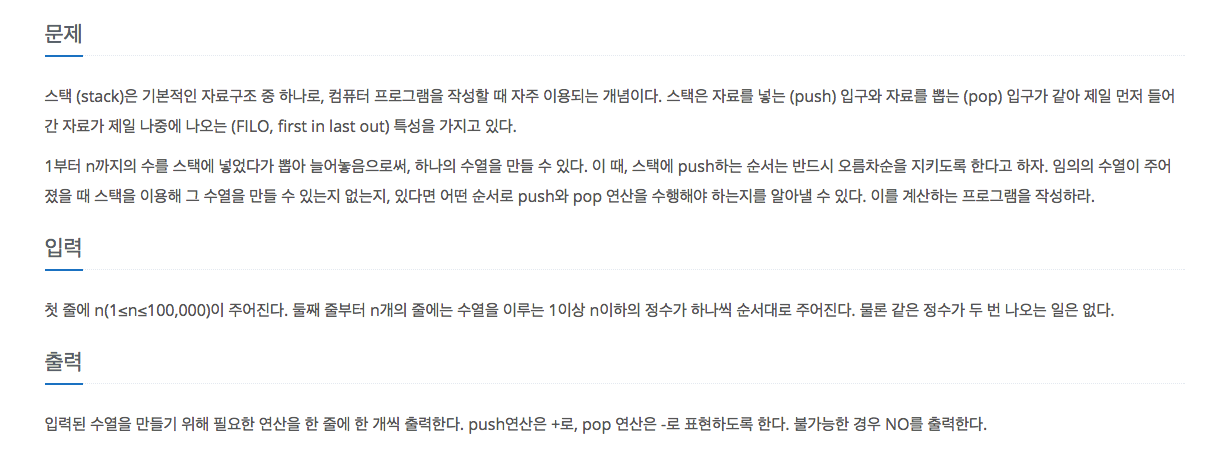 문제
스택 (stack)은 기본적인 자료구조 중 하나로, 컴퓨터 프로그램을 작성할 때 자주 이용되는 개념이다. 스택은 자료를 넣는 (push) 입구와 자료를 뽑는 (pop) 입구가 같아 제일 먼저 들어
간 자료가 제일 나중에 나오는 (FILO, first in last out) 특성을 가지고 있다.
1부터 n까지의 수를 스택에 넣었다가 뽑아 늘어놓음으로써, 하나의 수열을 만들 수 있다. 이 때, 스택에 push하는 순서는 반드시 오름차순을 지키도록 한다고 하자. 임의의 수열이 주어
졌을 때 스택을 이용해 그 수열을 만들 수 있는지 없는지, 있다면 어떤 순서로 push와 pop 연산을 수행해야 하는지를 알아낼 수 있다. 이를 계산하는 프로그램을 작성하라.
입력
첫 줄에 n(1≤n≤100,000)이 주어진다. 둘째 줄부터 n개의 줄에는 수열을 이루는 1이상 n이하의 정수가 하나씩 순서대로 주어진다. 물론 같은 정수가 두 번 나오는 일은 없다.
출력
입력된 수열을 만들기 위해 필요한 연산을 한 줄에 한 개씩 출력한다. push연산은 +로, pop 연산은 -로 표현하도록 한다. 불가능한 경우 NO를 출력한다.